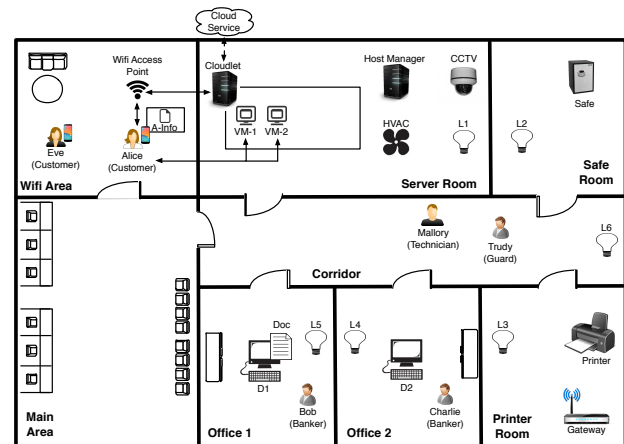 Cloud
Service
Wifi Access
Point
Cloudlet
Host Manager
CCTV
Safe
A-Info
VM-1
VM-2
HVAC
L1
L2
Eve
(Customer)
Alice
(Customer)
Wifi Area
Server Room
Safe
Room
Mallory
(Technician)
Trudy
(Guard)
L6
Corridor
Doc
L5
L4
L3
Printer
D1
D2
Bob
(Banker)
Charlie
(Banker)
Gateway
Main
Area
Office 1
Office 2
Printer
Room